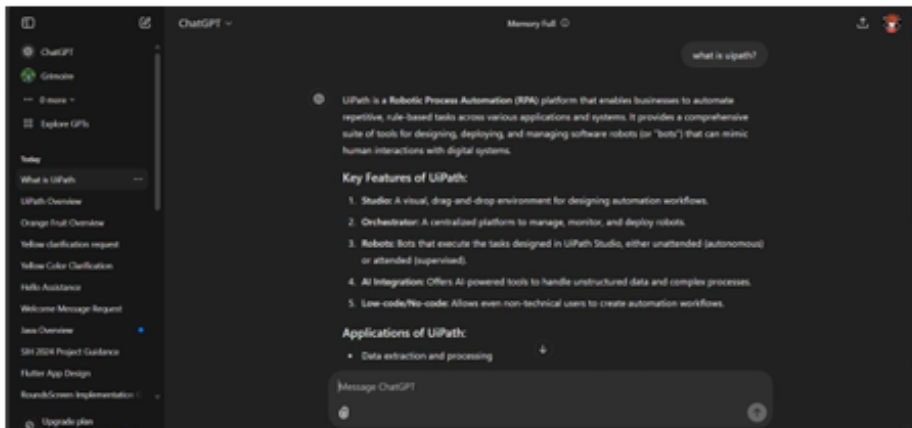 ChatGPT
Memory Full
what is uipath?
ChatGPT
Grimoire
0 more
Explore GPTs
Today
What is UiPath
UiPath Overview
Orange Fruit Overview
Yellow clarification request
Yellow Color Clarification
Hello Assistance
Welcome Message Request
Java Overview
SIH 2024 Project Guidance
Flutter App Design
RoundsScreen Implementation
Upgrade plan
UiPath is a Robotic Process Automation (RPA) platform that enables businesses to automate
repetitive, rule-based tasks across various applications and systems. It provides a comprehensive
suite of tools for designing, deploying, and managing software robots (or "bots") that can mimic
human interactions with digital systems.
Key Features of UiPath:
1. Studio: A visual, drag-and-drop environment for designing automation workflows.
2. Orchestrator: A centralized platform to manage, monitor, and deploy robots.
3. Robots: Bots that execute the tasks designed in UiPath Studio, either unattended (autonomous)
or attended (supervised).
4. AI Integration: Offers AI-powered tools to handle unstructured data and complex processes.
5. Low-code/No-code: Allows even non-technical users to create automation workflows.
Applications of UiPath:
• Data extraction and processing
Message ChatGPT